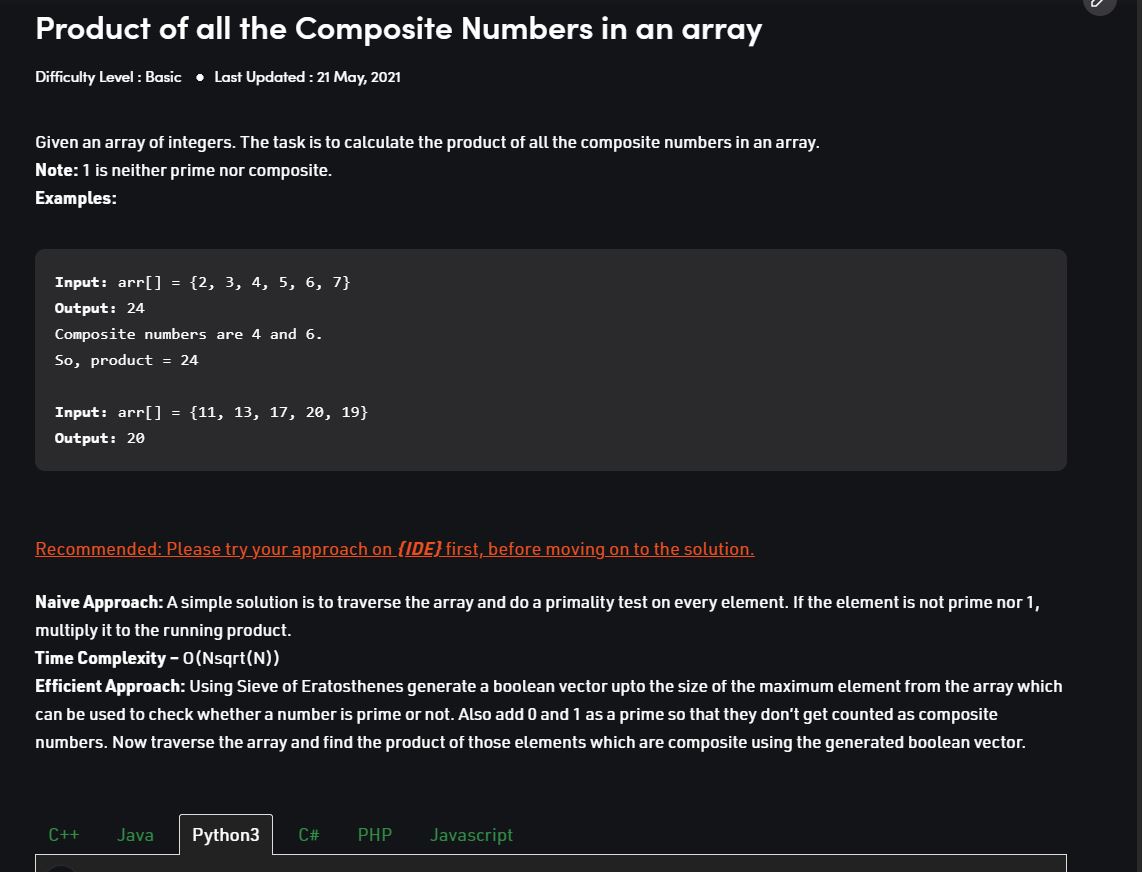 Product of all the Composite Numbers in an array
Difficulty Level : Basic ● Last Updated : 21 May, 2021
Given an array of integers. The task is to calculate the product of all the composite numbers in an array.
Note: 1 is neither prime nor composite.
Examples:
Input: arr[] = {2, 3, 4, 5, 6, 7}
Output: 24
Composite numbers are 4 and 6.
So, product = 24
Input: arr[] = {11, 13, 17, 20, 19}
Output: 20
Recommended: Please try your approach on {IDE} first, before moving on to the solution.
Naive Approach: A simple solution is to traverse the array and do a primality test on every element. If the element is not prime nor 1,
multiply it to the running product.
Time Complexity – O(Nsqrt(N))
Efficient Approach: Using Sieve of Eratosthenes generate a boolean vector upto the size of the maximum element from the array which
can be used to check whether a number is prime or not. Also add 0 and 1 as a prime so that they don't get counted as composite
numbers. Now traverse the array and find the product of those elements which are composite using the generated boolean vector.
C++ Java Python3 C# PHP Javascript